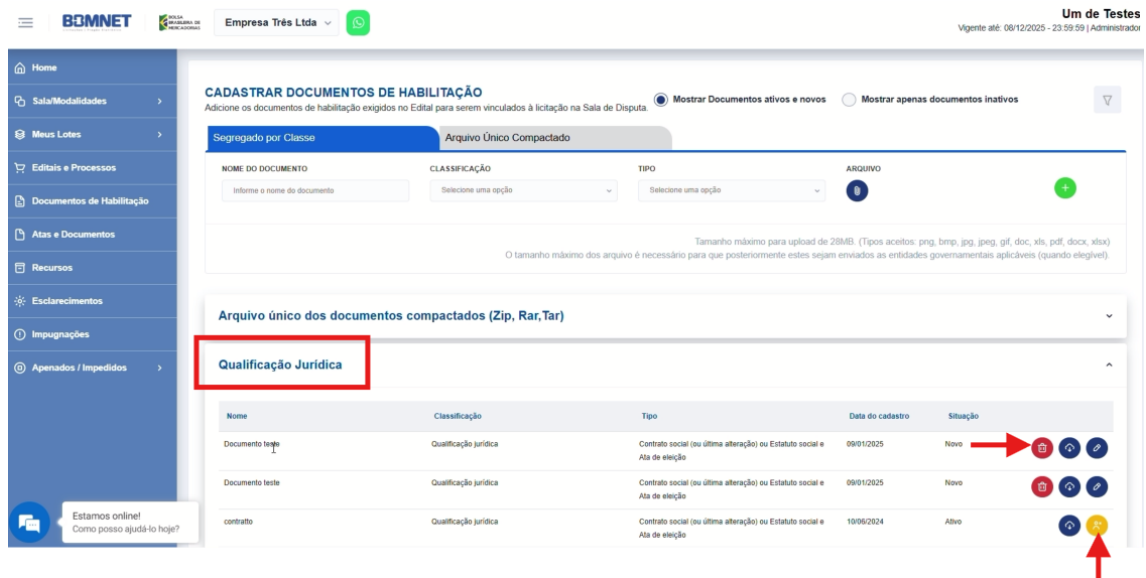 BBMNET
BOLSA
BRASILEIRA DE
MERCADORIAS
Empresa Três Ltda
Um de Testes
Vigente até: 08/12/2025 - 23:59:59 | Administrador
Home
Sala/Modalidades
Meus Lotes
Editais e Processos
Documentos de Habilitação
Atas e Documentos
Recursos
Esclarecimentos
Impugnações
Apenados / Impedidos
CADASTRAR DOCUMENTOS DE HABILITAÇÃO
Adicione os documentos de habilitação exigidos no Edital para serem vinculados à licitação na Sala de Disputa.
Mostrar Documentos ativos e novos
Mostrar apenas documentos inativos
Segregado por Classe
Arquivo Único Compactado
NOME DO DOCUMENTO CLASSIFICAÇÃO TIPO ARQUIVO
Informe o nome do documento Selecione uma opção Selecione uma opção
Tamanho máximo para upload de 28MB. (Tipos aceitos: png, bmp, jpg, jpeg, gif, doc, xls, pdf, docx, xlsx)
O tamanho máximo dos arquivo é necessário para que posteriormente estes sejam enviados as entidades governamentais aplicáveis (quando elegível).
Arquivo único dos documentos compactados (Zip, Rar,Tar)
Qualificação Jurídica
Nome Classificação Tipo Data do cadastro Situação
Documento teste Qualificação jurídica Contrato social (ou última alteração) ou Estatuto social e 09/01/2025 Novo
Ata de eleição
Documento teste Qualificação jurídica Contrato social (ou última alteração) ou Estatuto social e 09/01/2025 Novo
Ata de eleição
contratto Qualificação jurídica Contrato social (ou última alteração) ou Estatuto social e 10/06/2024 Ativo
Ata de eleição
Estamos online!
Como posso ajudá-lo hoje?